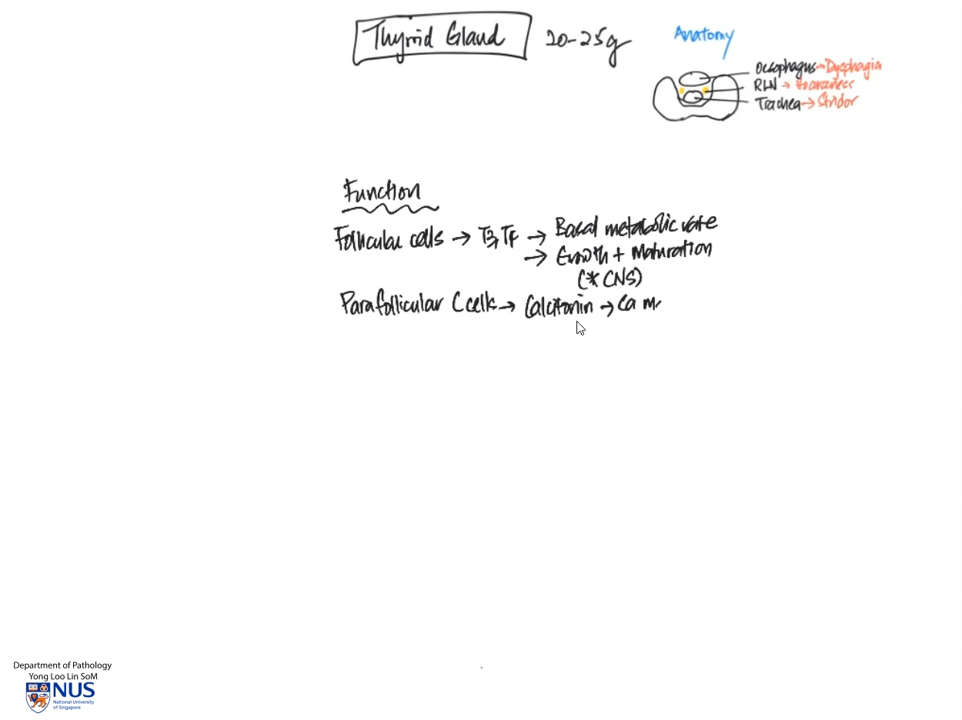 Thyroid Gland 20-25g
Anatomy
Oesophagus → Dysphagia
RLN → Hoarseness
Trachea → Stridor
Function
Follicular cells → T3, T4 → Basal metabolic rate
→ Growth + Maturation
(* CNS)
Parafollicular C cells → Calcitonin → Ca m
Department of Pathology
Yong Loo Lin SoM
NUS
National University
of Singapore